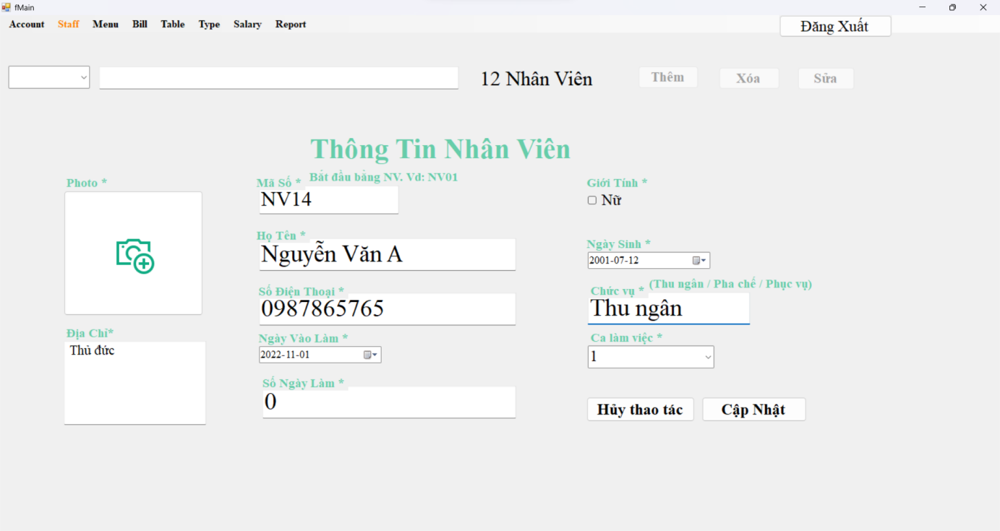 fMain
Account Staff Menu Bill Table Type Salary Report
Đăng Xuất
12 Nhân Viên
Thêm
Xóa
Sửa
Thông Tin Nhân Viên
Photo *
Mã Số *
Bắt đầu bằng NV. Vd: NV01
NV14
Giới Tính *
Nữ
Họ Tên *
Nguyễn Văn A
Ngày Sinh *
2001-07-12
Số Điện Thoại *
0987865765
Chức vụ *
(Thu ngân / Pha chế / Phục vụ)
Thu ngân
Địa Chỉ*
Thủ đức
Ngày Vào Làm *
2022-11-01
Ca làm việc *
1
Số Ngày Làm *
0
Hủy thao tác
Cập Nhật